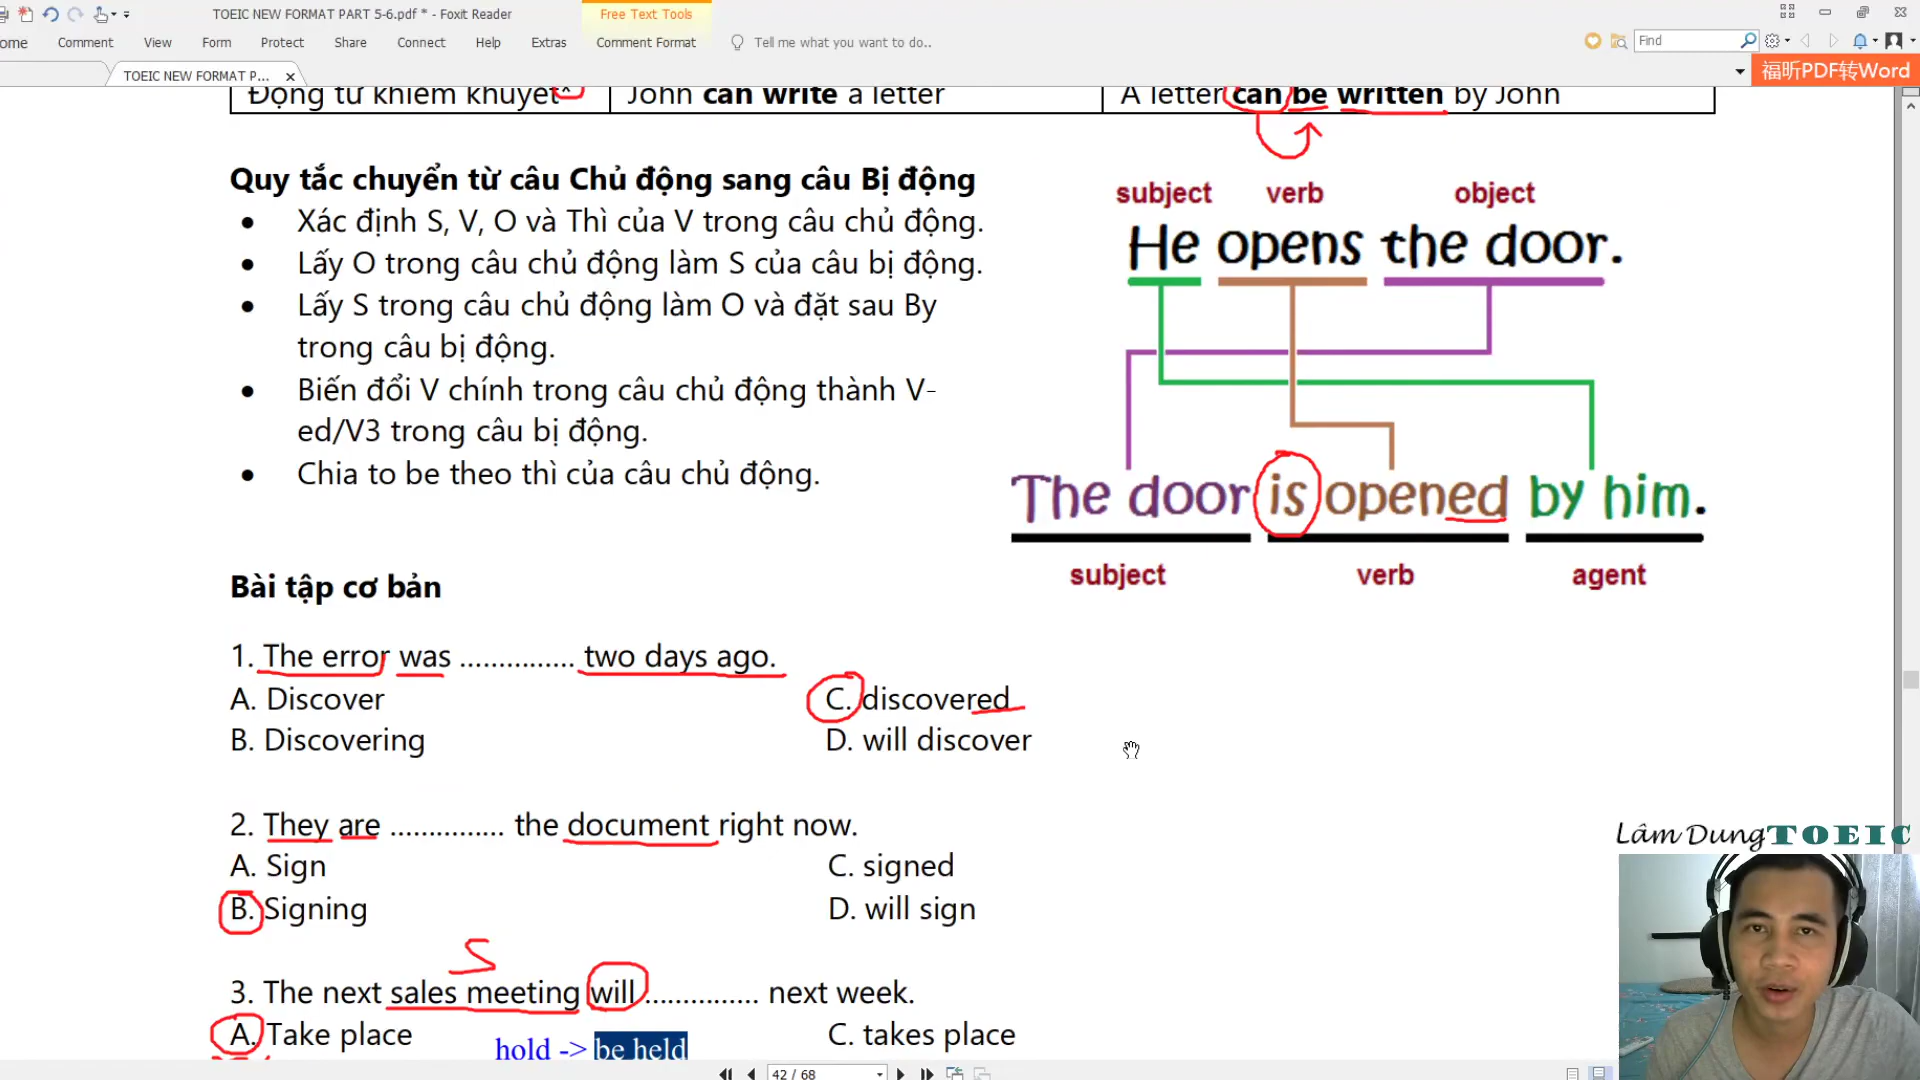 TOEIC NEW FORMAT PART 5-6.pdf * - Foxit Reader
Free Text Tools
ome Comment View Form Protect Share Connect Help Extras Comment Format Tell me what you want to do.. Find
TOEIC NEW FORMAT P...
福昕PDF转Word
Động từ khiếm khuyết John can write a letter A letter can be written by John
Quy tắc chuyển từ câu Chủ động sang câu Bị động
• Xác định S, V, O và Thì của V trong câu chủ động.
• Lấy O trong câu chủ động làm S của câu bị động.
• Lấy S trong câu chủ động làm O và đặt sau By
trong câu bị động.
• Biến đổi V chính trong câu chủ động thành V-
ed/V3 trong câu bị động.
• Chia to be theo thì của câu chủ động.
subject verb object
He opens the door.
The door is opened by him.
subject verb agent
Bài tập cơ bản
1. The error was ............... two days ago.
A. Discover C. discovered
B. Discovering D. will discover
2. They are ............... the document right now.
A. Sign C. signed
B. Signing D. will sign
S
3. The next sales meeting will ............... next week.
A. Take place C. takes place
hold -> be held
Lâm Dung TOEIC
42 / 68